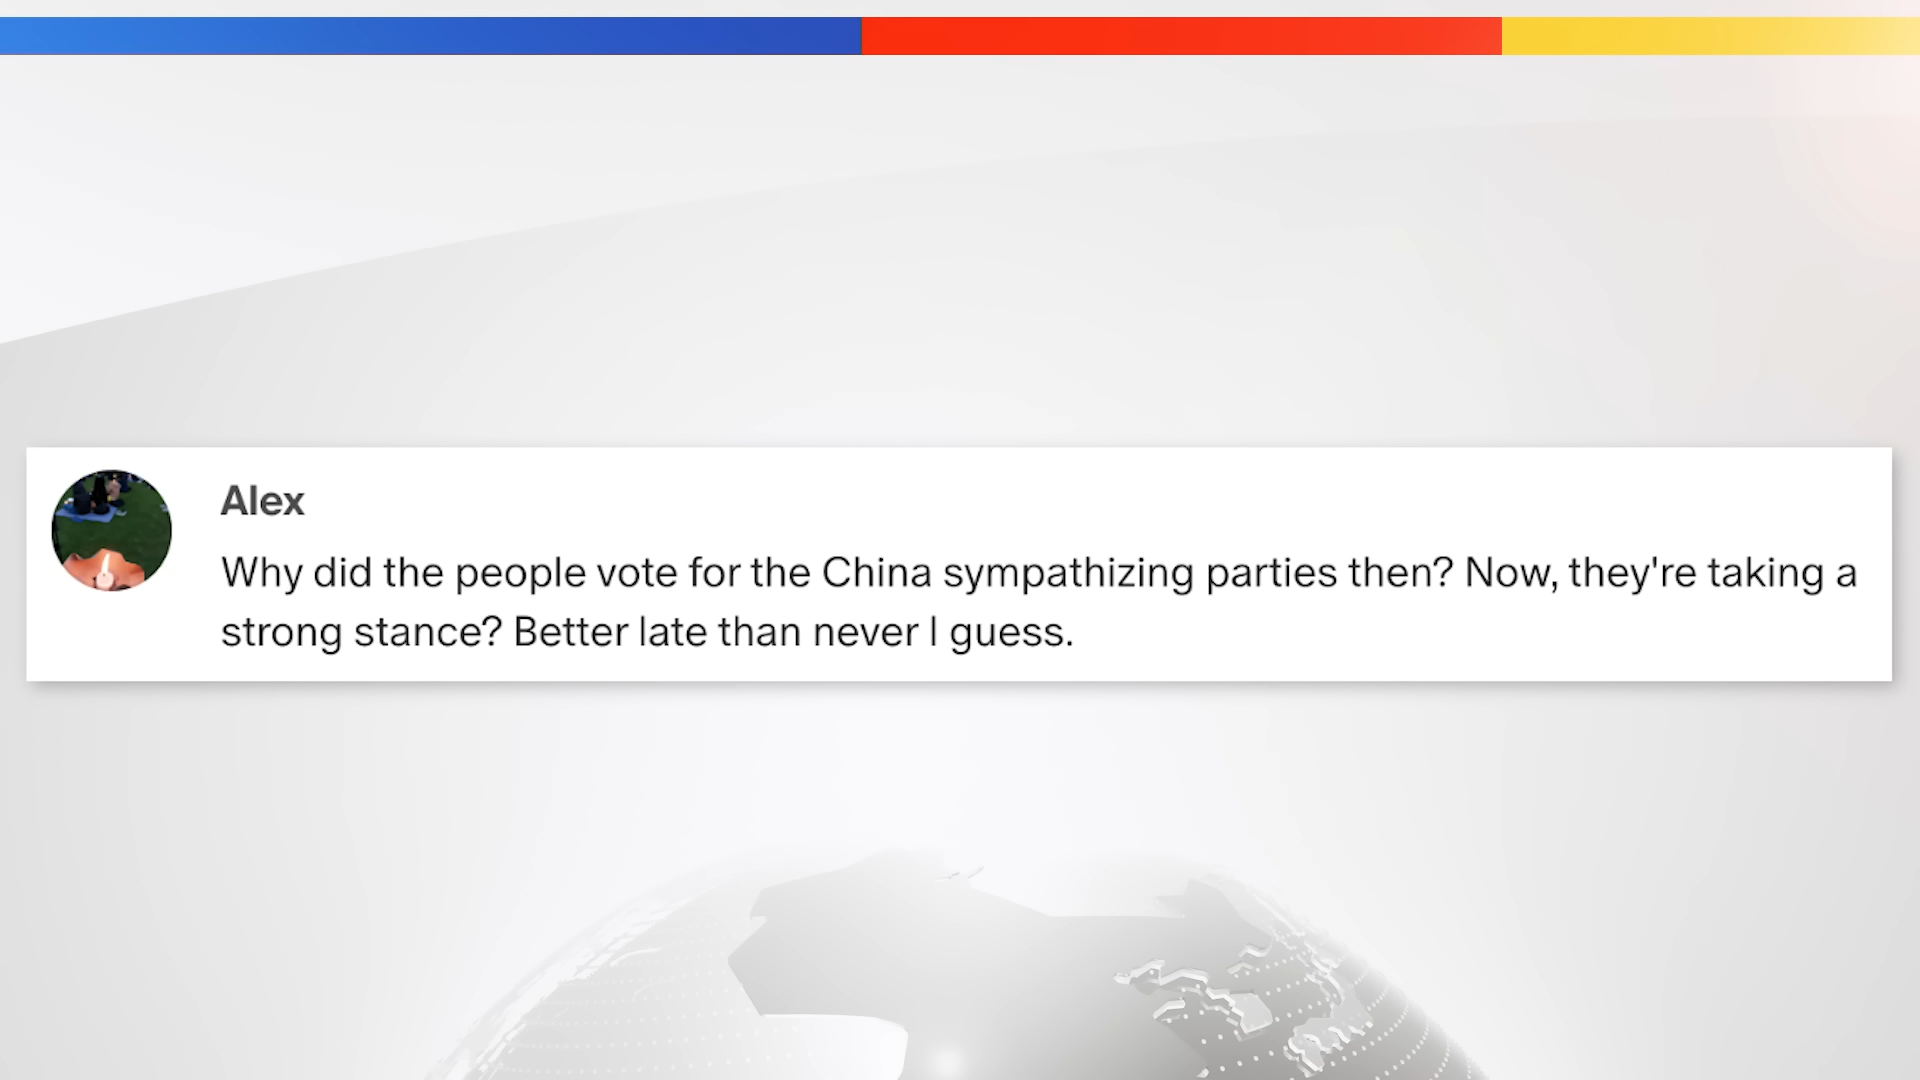 Alex
Why did the people vote for the China sympathizing parties then? Now, they're taking a
strong stance? Better late than never I guess.